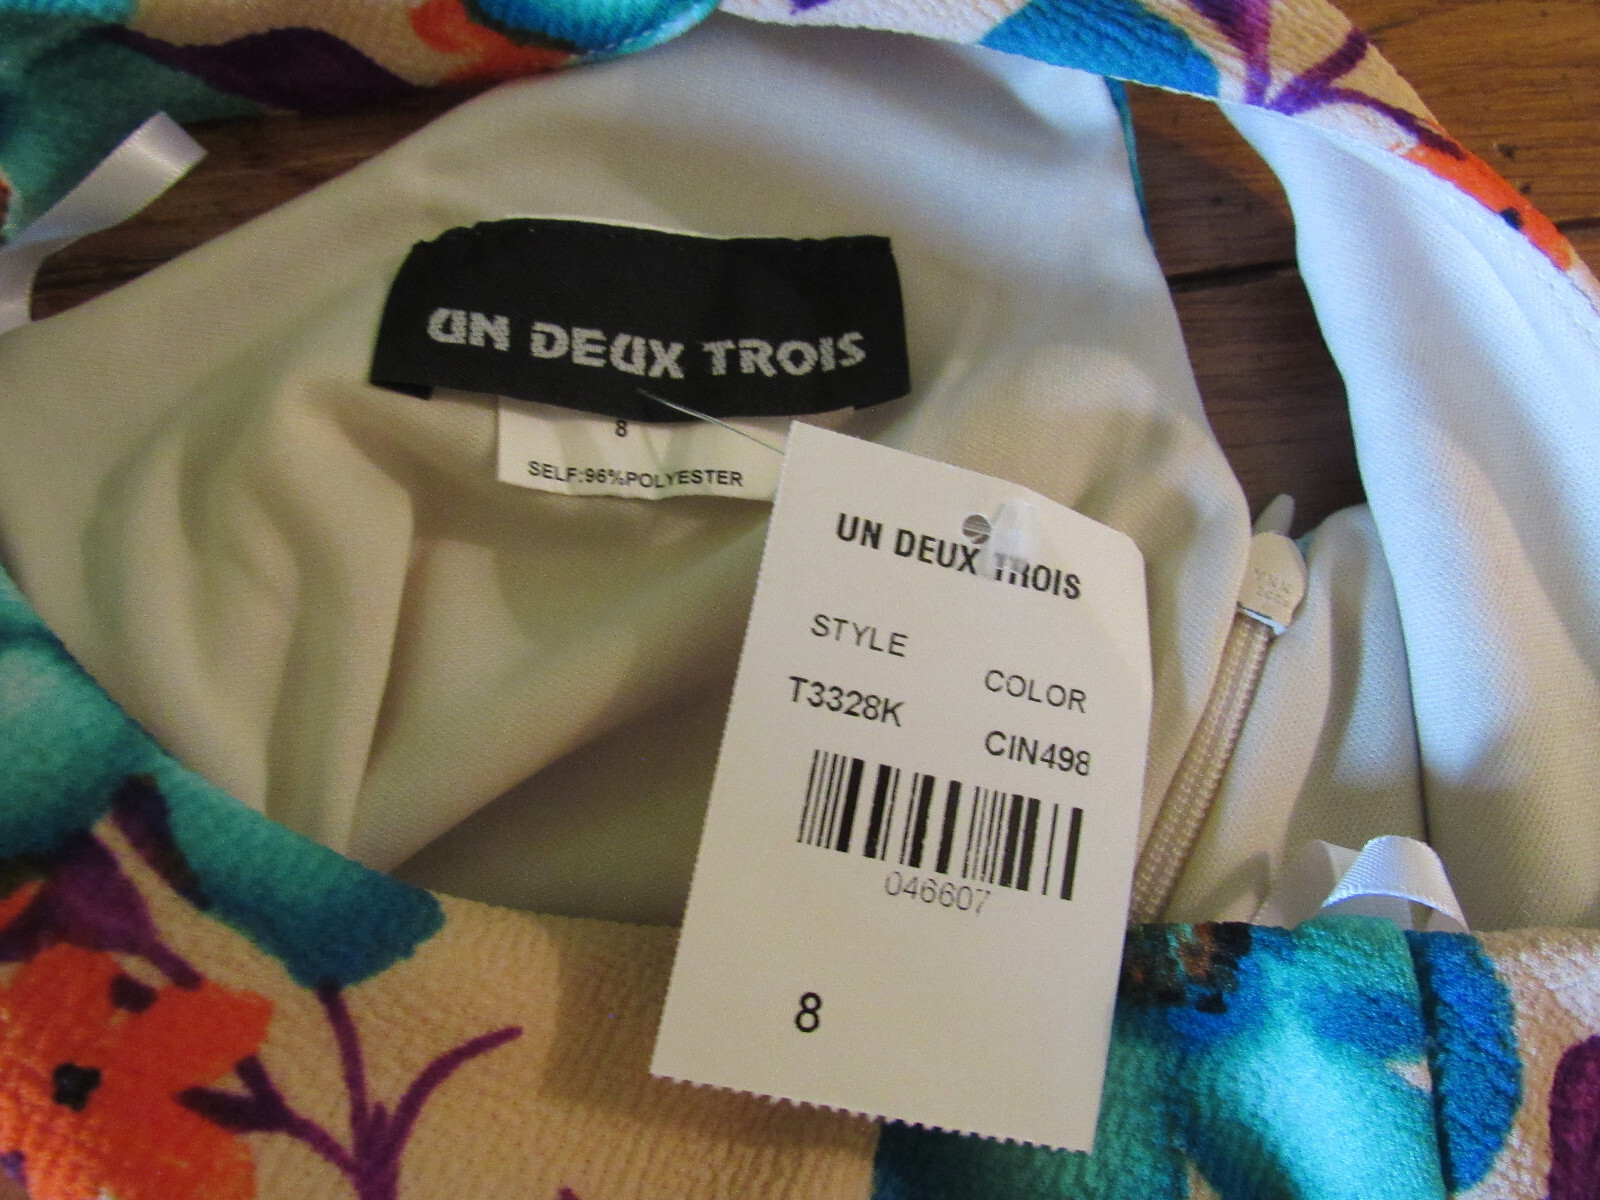 UN DEUX TROIS
8
SELF:96%POLYESTER
UN DEUX TROIS
STYLE
COLOR
T3328K
CIN498
046607
8